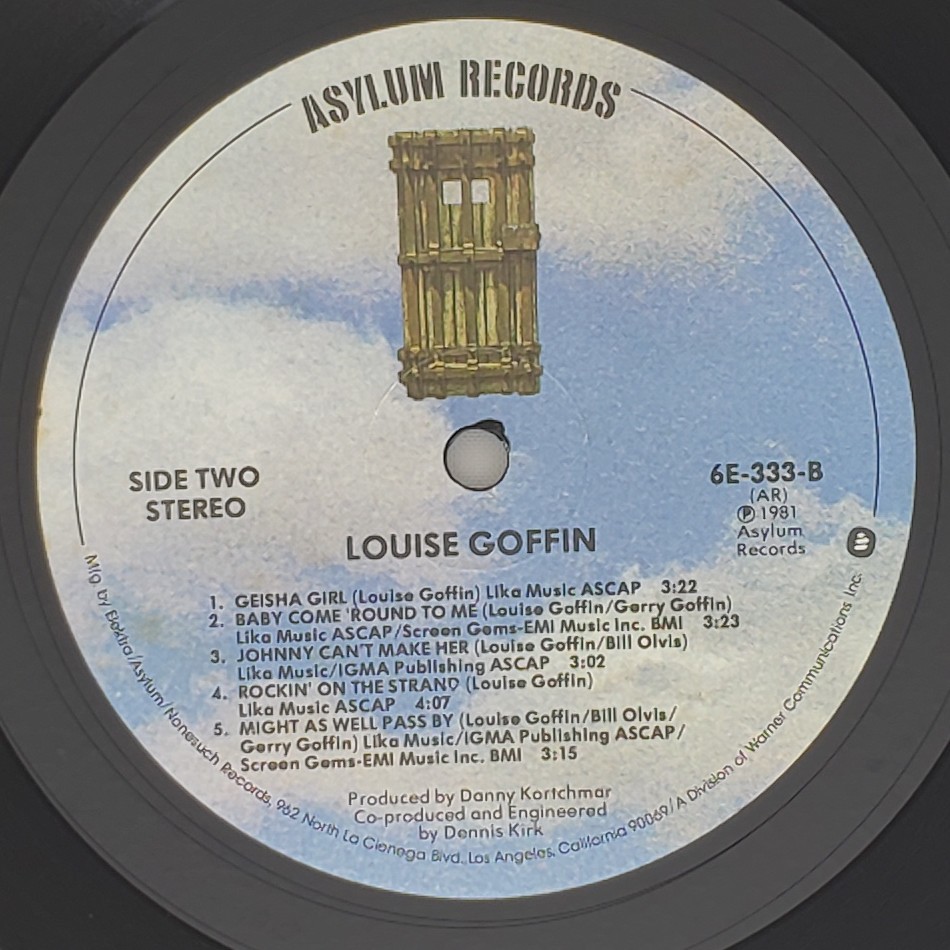 ASYLUM RECORDS
SIDE TWO
STEREO
6E-333-B
(AR)
℗ 1981
Asylum
Records
LOUISE GOFFIN
1. GEISHA GIRL (Louise Goffin) Lika Music ASCAP 3:22
2. BABY COME 'ROUND TO ME (Louise Goffin/Gerry Goffin)
Lika Music ASCAP/Screen Gems-EMI Music Inc. BMI 3:23
3. JOHNNY CAN'T MAKE HER (Louise Goffin/Bill Olvis)
Lika Music/IGMA Publishing ASCAP 3:02
4. ROCKIN' ON THE STRAND (Louise Goffin)
Lika Music ASCAP 4:07
5. MIGHT AS WELL PASS BY (Louise Goffin/Bill Olvis/
Gerry Goffin) Lika Music/IGMA Publishing ASCAP/
Screen Gems-EMI Music Inc. BMI 3:15
Produced by Danny Kortchmar
Co-produced and Engineered
by Dennis Kirk
Mfg. by Elektra/Asylum/Nonesuch Records, 962 North La Cienega Blvd. Los Angeles, California 90069/A Division of Warner Communications Inc.